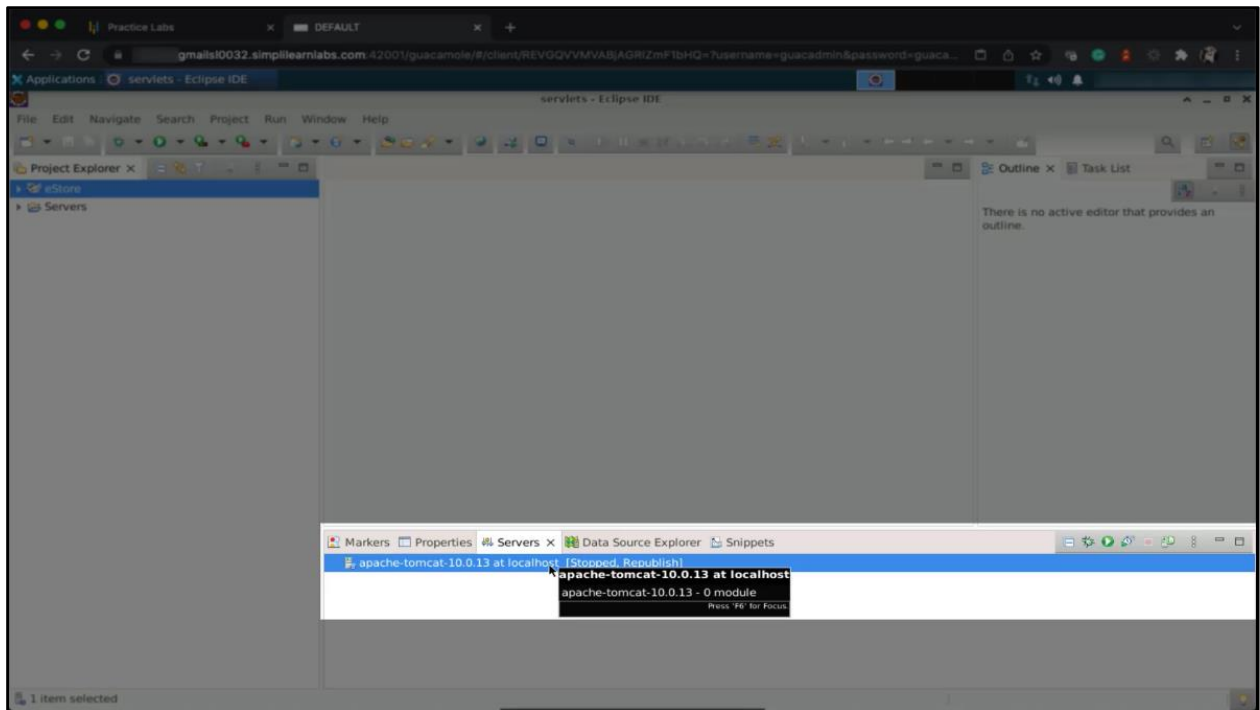 Practice Labs
DEFAULT
gmailsl0032.simplilearnlabs.com:42001/guacamole/#/client/REVGQVVMVABjAGRlZmF1bHQ=?username=guacadmin&password=guaca...
Applications servlets - Eclipse IDE
servlets - Eclipse IDE
File Edit Navigate Search Project Run Window Help
Project Explorer
eStore
Servers
Outline Task List
There is no active editor that provides an
outline.
Markers Properties Servers Data Source Explorer Snippets
apache-tomcat-10.0.13 at localhost [Stopped, Republish]
apache-tomcat-10.0.13 at localhost
apache-tomcat-10.0.13 - 0 module
Press 'F6' for Focus.
1 item selected